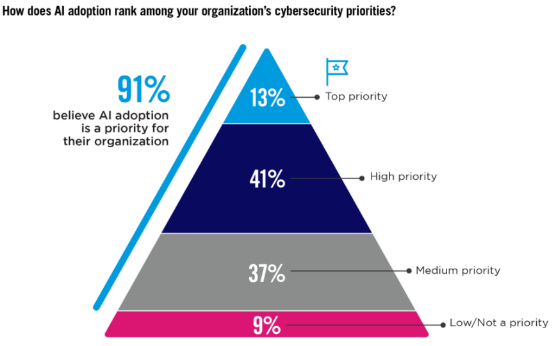 How does AI adoption rank among your organization's cybersecurity priorities?
91%
believe AI adoption
is a priority for
their organization
13%
Top priority
41%
High priority
37%
Medium priority
9%
Low/Not a priority